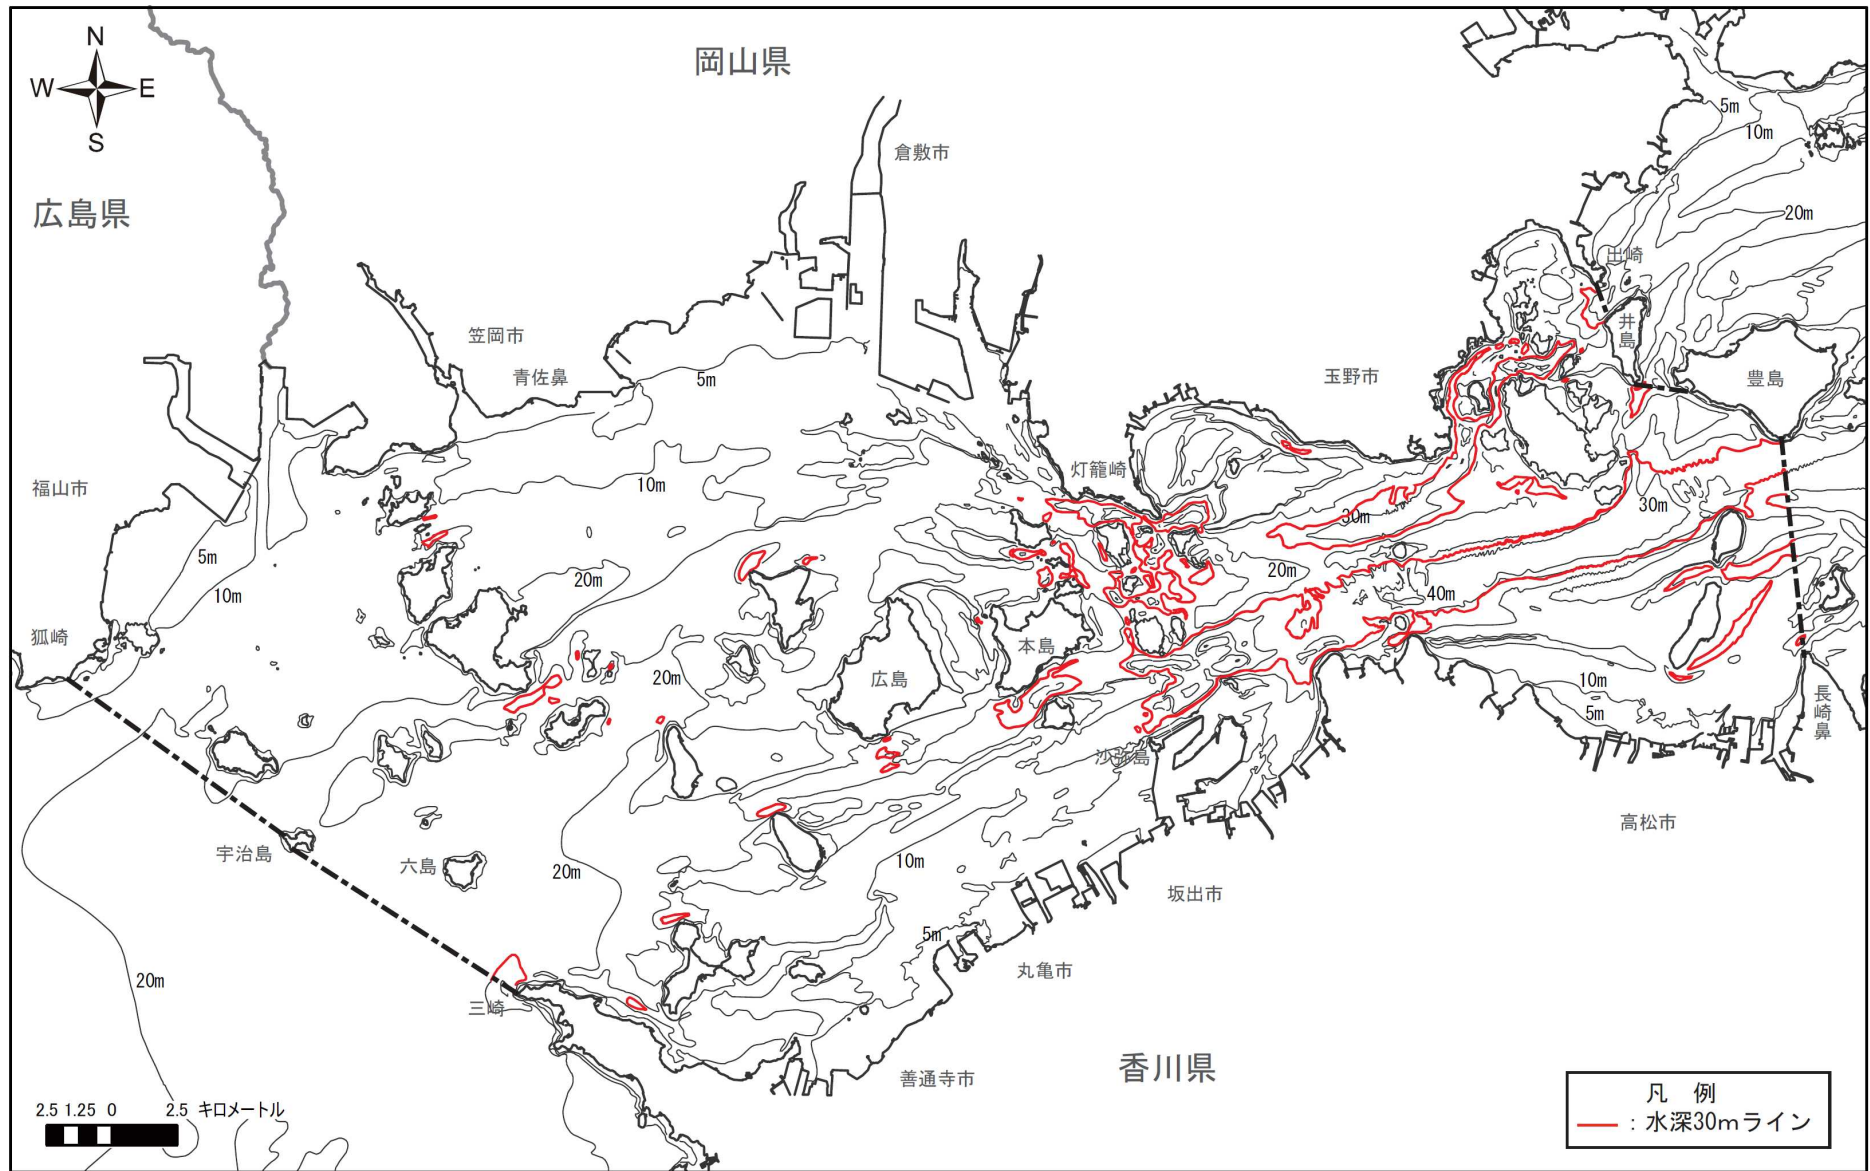 N
岡山県
W
E
5m
10m
S
倉敷市
広島県
20m
出崎
井島
笠岡市
青佐鼻
5m
玉野市
豊島
灯籠崎
福山市
10m
30m
30m
5m
20m
20m
10m
40m
狐崎
本島
20m
広島
10m
5m
長崎鼻
沙弥島
高松市
宇治島
六島
20m
10m
坂出市
5m
丸亀市
20m
三崎
香川県
善通寺市
2.5 1.25 0 2.5 キロメートル
凡 例
：水深30mライン